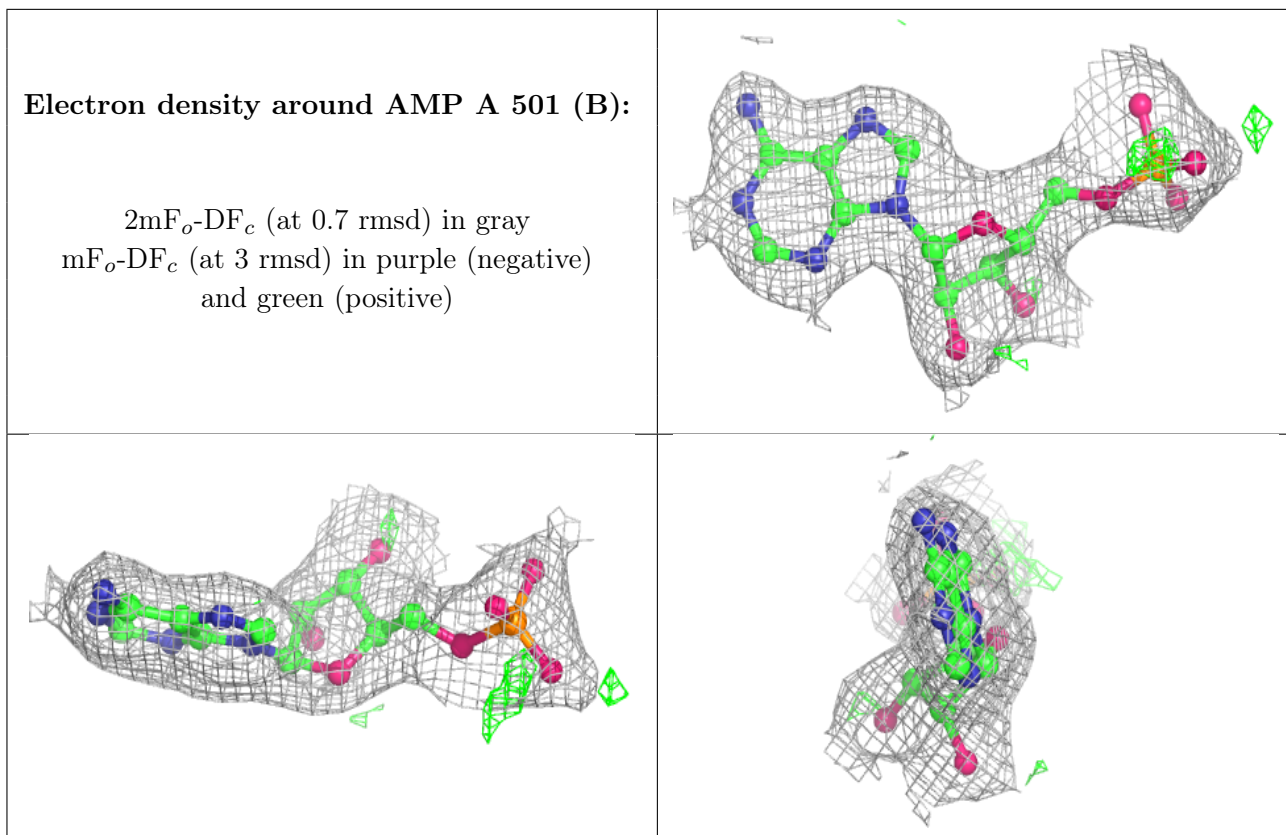 Electron density around AMP A 501 (B):
2mFo-DFc (at 0.7 rmsd) in gray
mFo-DFc (at 3 rmsd) in purple (negative)
and green (positive)